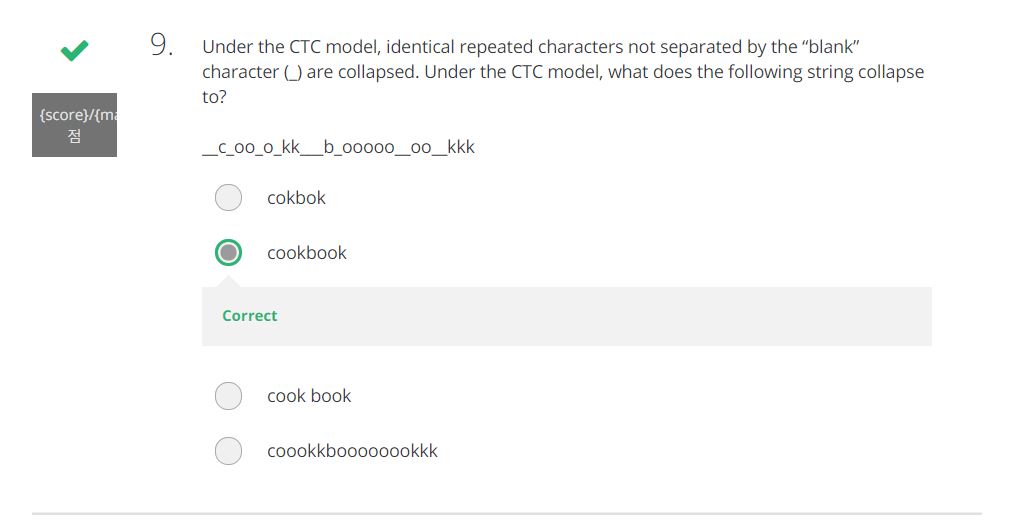 9.
Under the CTC model, identical repeated characters not separated by the “blank”
character (_) are collapsed. Under the CTC model, what does the following string collapse
to?
{score}/{ma
점
__c_oo_o_kk___b_ooooo__oo__kkk
cokbok
cookbook
Correct
cook book
coookkboooooookkk